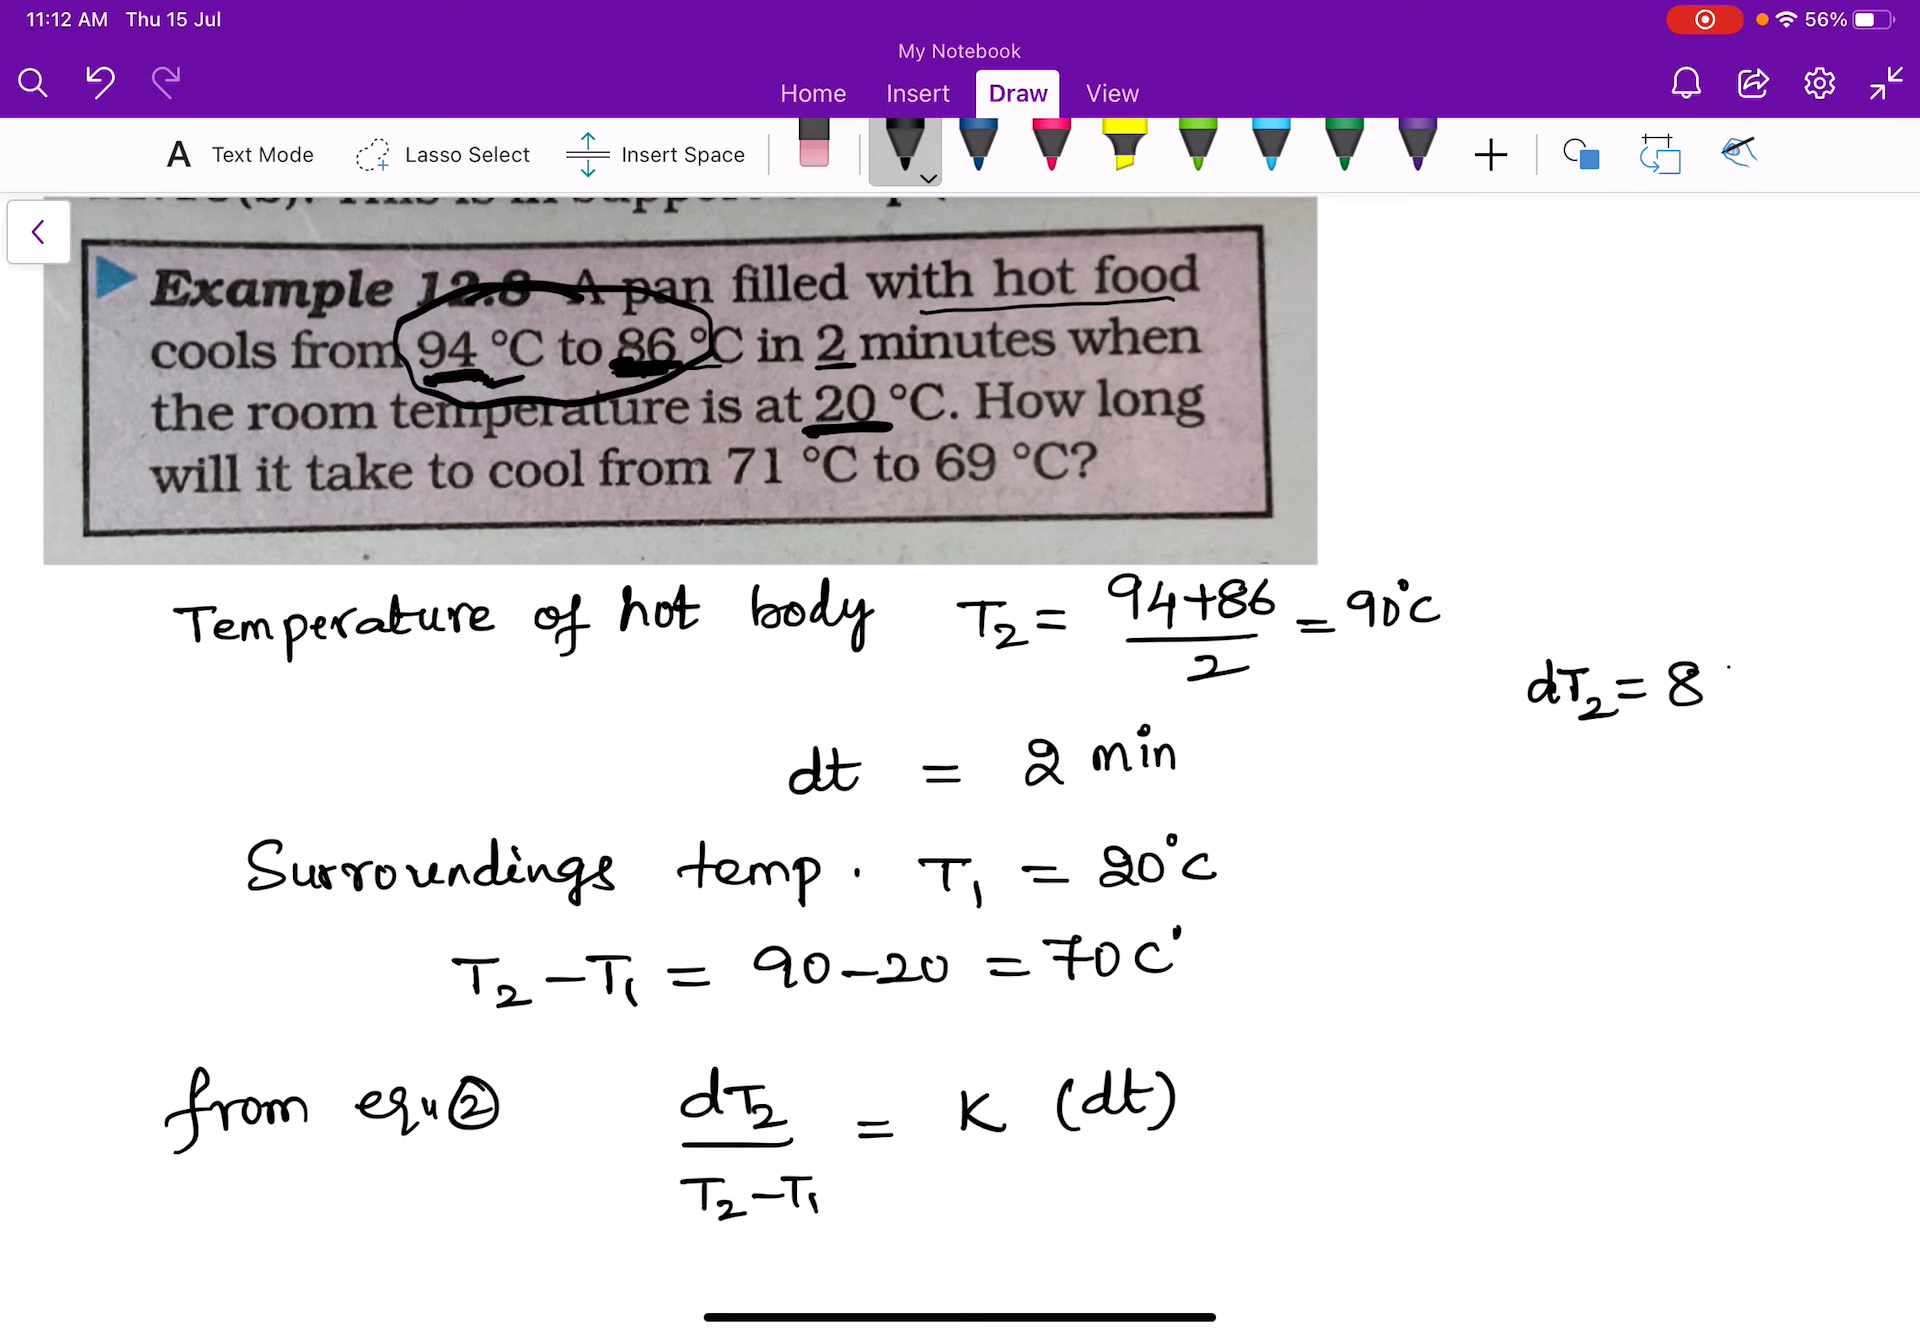 11:12 AM Thu 15 Jul
56%
My Notebook
Home Insert Draw View
A Text Mode Lasso Select Insert Space
Example 12.8 A pan filled with hot food
cools from 94 °C to 86 °C in 2 minutes when
the room temperature is at 20 °C. How long
will it take to cool from 71 °C to 69 °C?
Temperature of hot body T₂ = 94+86/2 = 90°C
dT₂ = 8
dt = 2 min
Surroundings temp. T₁ = 20°C
T₂ - T₁ = 90-20 = 70C°
from equ② dT₂/T₂-T₁ = K (dt)